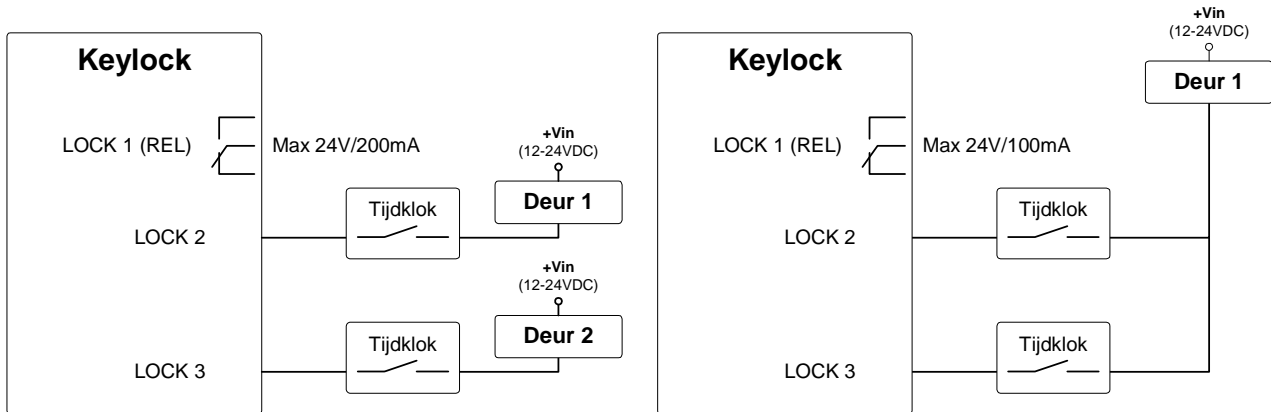 Keylock
LOCK 1 (REL)
Max 24V/200mA
+Vin
(12-24VDC)
Deur 1
Tijdklok
LOCK 2
+Vin
(12-24VDC)
Deur 2
Tijdklok
LOCK 3
+Vin
(12-24VDC)
Deur 1
Keylock
LOCK 1 (REL)
Max 24V/100mA
Tijdklok
LOCK 2
Tijdklok
LOCK 3